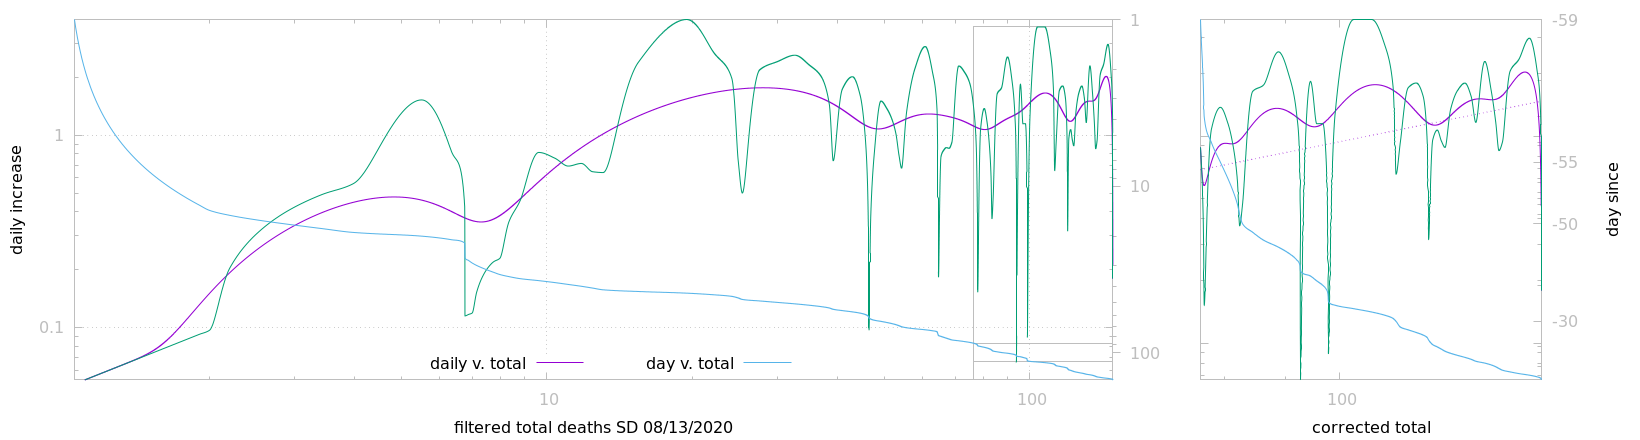 daily increase
1
0.1
daily v. total
day v. total
10
100
filtered total deaths SD 08/13/2020
1
10
100
100
corrected total
-59
-55
-50
-30
day since